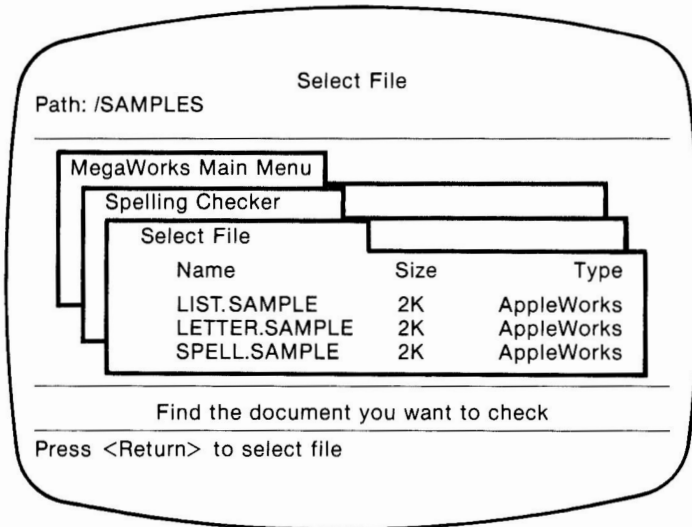 Select File
Path: /SAMPLES
MegaWorks Main Menu
Spelling Checker
Select File
Name Size Type
LIST.SAMPLE 2K AppleWorks
LETTER.SAMPLE 2K AppleWorks
SPELL.SAMPLE 2K AppleWorks
Find the document you want to check
Press <Return> to select file